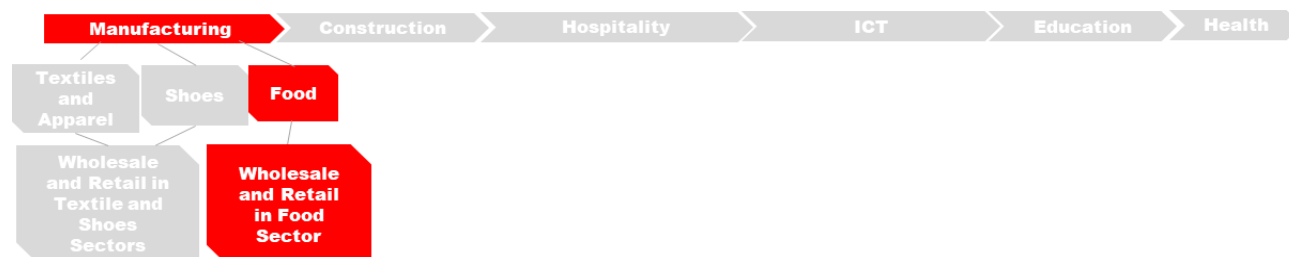 Manufacturing
Construction
Hospitality
ICT
Education
Health
Textiles
and
Apparel
Shoes
Food
Wholesale
and Retail in
Textile and
Shoes
Sectors
Wholesale
and Retail
in Food
Sector